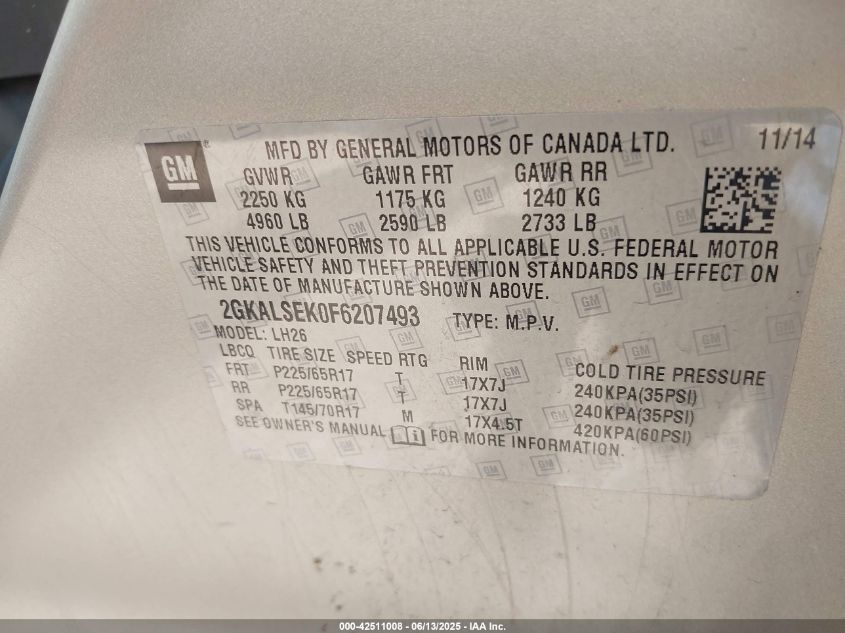 GM ® MFD BY GENERAL MOTORS OF CANADA LTD. 11/14
GVWR GAWR FRT GAWR RR
2250 KG 1175 KG 1240 KG
4960 LB 2590 LB 2733 LB
THIS VEHICLE CONFORMS TO ALL APPLICABLE U.S. FEDERAL MOTOR
VEHICLE SAFETY AND THEFT PREVENTION STANDARDS IN EFFECT ON
THE DATE OF MANUFACTURE SHOWN ABOVE.
2GKALSEK0F6207493 TYPE: M.P.V.
MODEL: LH26
LBCQ TIRE SIZE SPEED RTG RIM COLD TIRE PRESSURE
FRT P225/65R17 T 17X7J 240KPA(35PSI)
RR P225/65R17 T 17X7J 240KPA(35PSI)
SPA T145/70R17 M 17X4.5T 420KPA(60PSI)
SEE OWNER'S MANUAL FOR MORE INFORMATION.
000-42511008 - 06/13/2025 - IAA Inc.